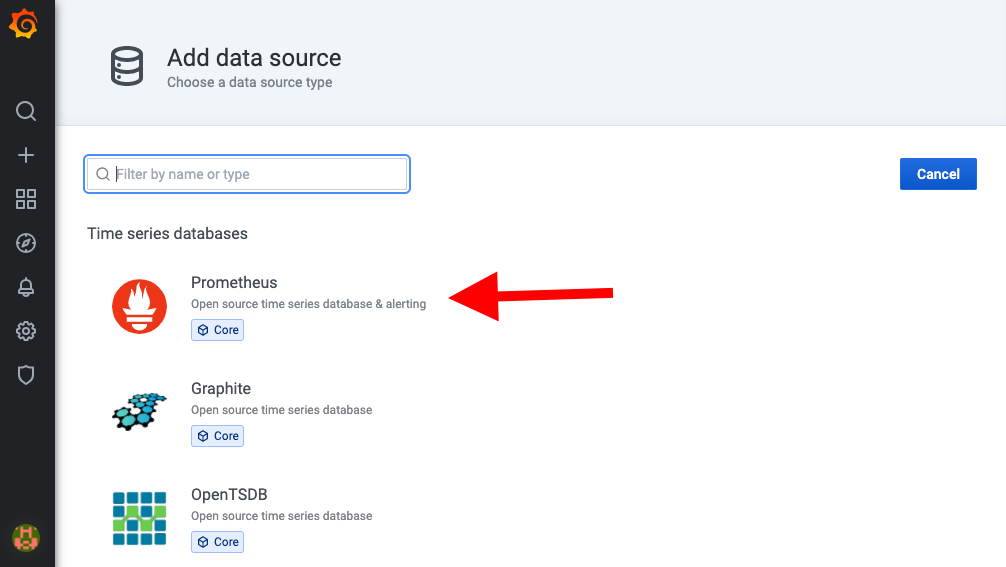 Add data source
Choose a data source type
Filter by name or type
Cancel
Time series databases
Prometheus
Open source time series database & alerting
Core
Graphite
Open source time series database
Core
OpenTSDB
Open source time series database
Core